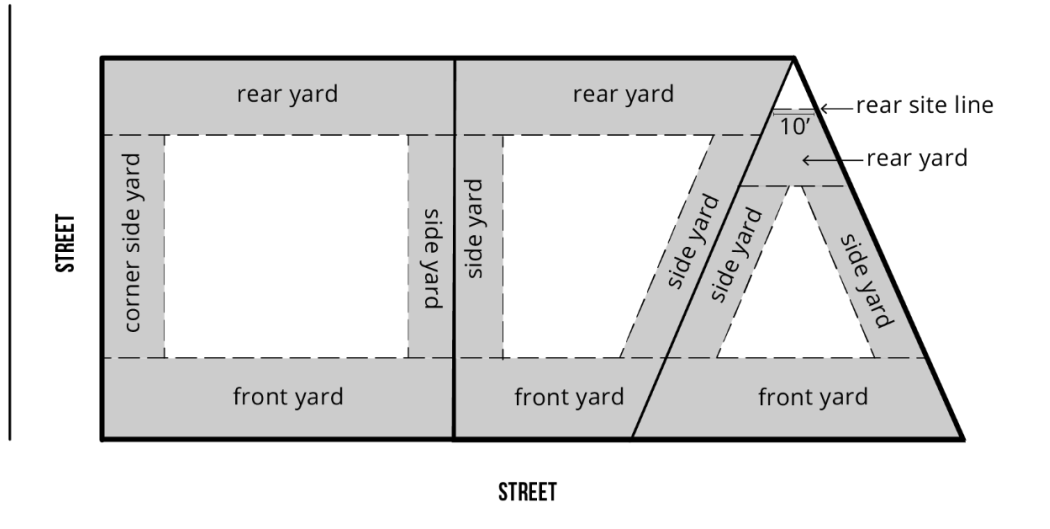 rear yard
rear yard
rear site line
10’
rear yard
STREET
corner side yard
side yard
side yard
side yard
side yard
side yard
front yard
front yard
front yard
STREET